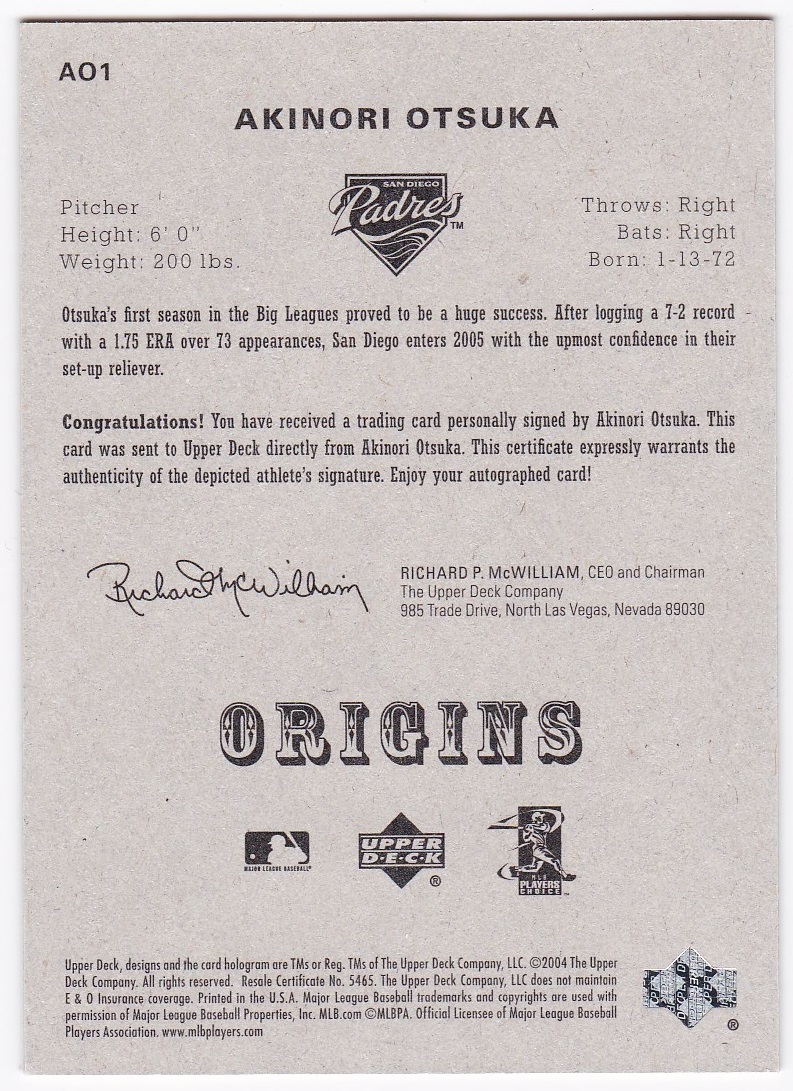 AO1
AKINORI OTSUKA
Pitcher
Height: 6' 0"
Weight: 200 lbs.
SAN DIEGO
Padres
TM
Throws: Right
Bats: Right
Born: 1-13-72
Otsuka's first season in the Big Leagues proved to be a huge success. After logging a 7-2 record
with a 1.75 ERA over 73 appearances, San Diego enters 2005 with the upmost confidence in their
set-up reliever.
Congratulations! You have received a trading card personally signed by Akinori Otsuka. This
card was sent to Upper Deck directly from Akinori Otsuka. This certificate expressly warrants the
authenticity of the depicted athlete's signature. Enjoy your autographed card!
Richard McWilliam
RICHARD P. McWILLIAM, CEO and Chairman
The Upper Deck Company
985 Trade Drive, North Las Vegas, Nevada 89030
ORIGINS
MAJOR LEAGUE BASEBALL®
UPPER
D·E·C·K
®
MLB
PLAYERS
CHOICE
Upper Deck, designs and the card hologram are TMs or Reg. TMs of The Upper Deck Company, LLC. ©2004 The Upper
Deck Company. All rights reserved. Resale Certificate No. 5465. The Upper Deck Company, LLC does not maintain
E & O Insurance coverage. Printed in the U.S.A. Major League Baseball trademarks and copyrights are used with
permission of Major League Baseball Properties, Inc. MLB.com ©MLBPA. Official Licensee of Major League Baseball
Players Association. www.mlbplayers.com
®